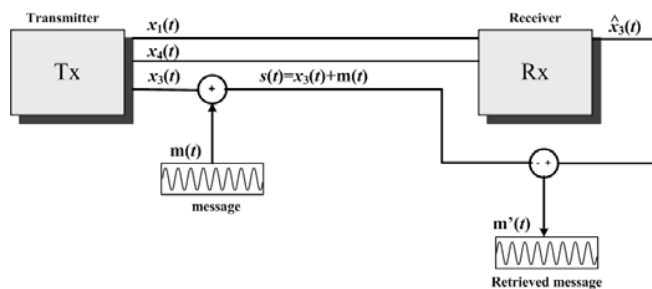 Transmitter
Receiver
x₁(t)
x̂₃(t)
x₄(t)
Tx
Rx
x₃(t)
s(t)=x₃(t)+m(t)
+
m(t)
- +
message
m’(t)
Retrieved message